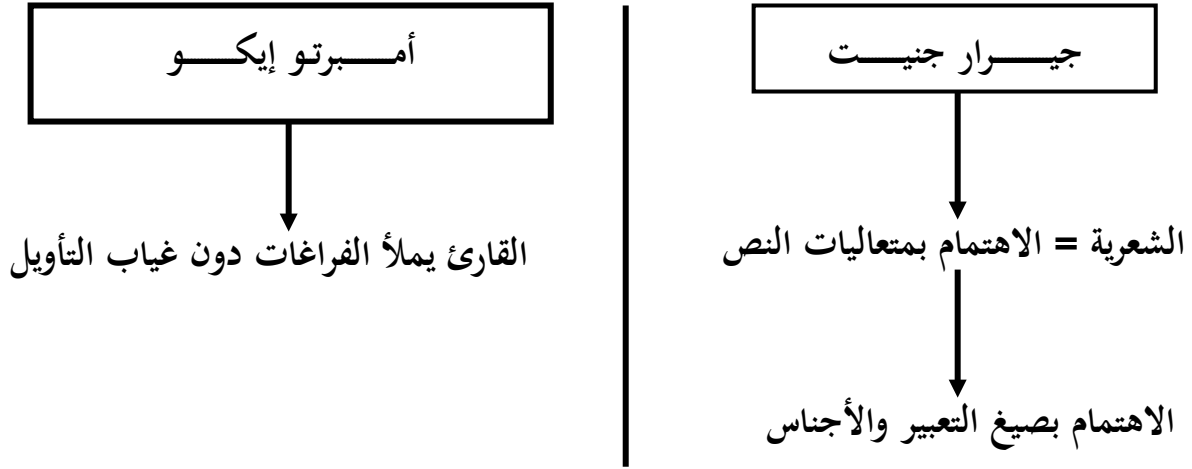 جيرار جنيت
الشعرية = الاهتمام بمتعاليات النص
الاهتمام بصيغ التعبير والأجناس
أمبرتو إيكو
القارئ يملأ الفراغات دون غياب التأويل